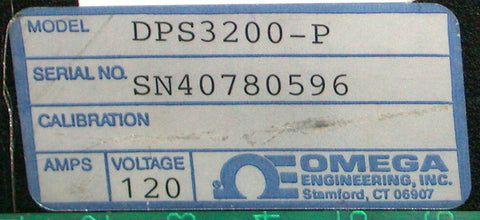 MODEL DPS3200-P
SERIAL NO. SN40780596
CALIBRATION
AMPS VOLTAGE 120
OMEGA
ENGINEERING, INC.
Stamford, CT 06907